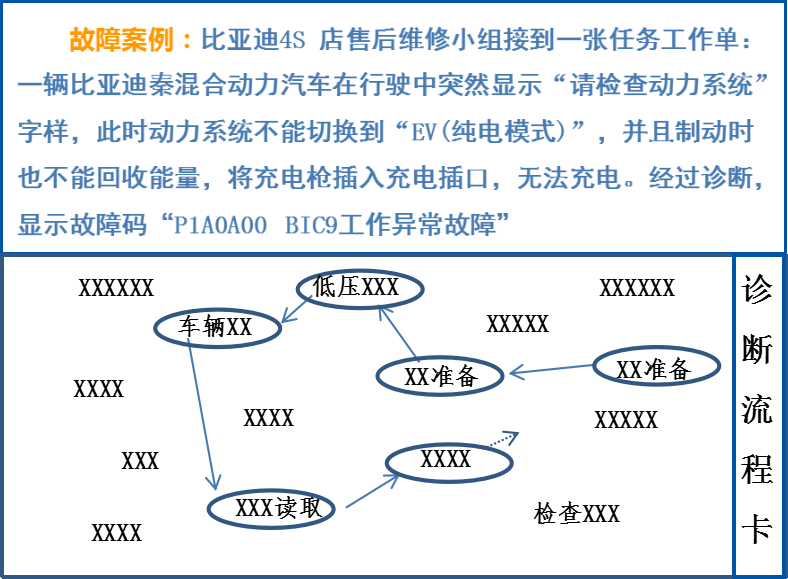 故障案例：比亚迪4S 店售后维修小组接到一张任务工作单：
一辆比亚迪秦混合动力汽车在行驶中突然显示“请检查动力系统”
字样，此时动力系统不能切换到“EV(纯电模式)”，并且制动时
也不能回收能量，将充电枪插入充电插口，无法充电。经过诊断，
显示故障码“P1A0A00 BIC9工作异常故障”
XXXXXX
低压XXX
XXXXXX
车辆XX
XXXXX
XX准备
XX准备
XXXX
XXXX
XXXXX
XXX
XXXX
XXX读取
检查XXX
XXXX
诊
断
流
程
卡